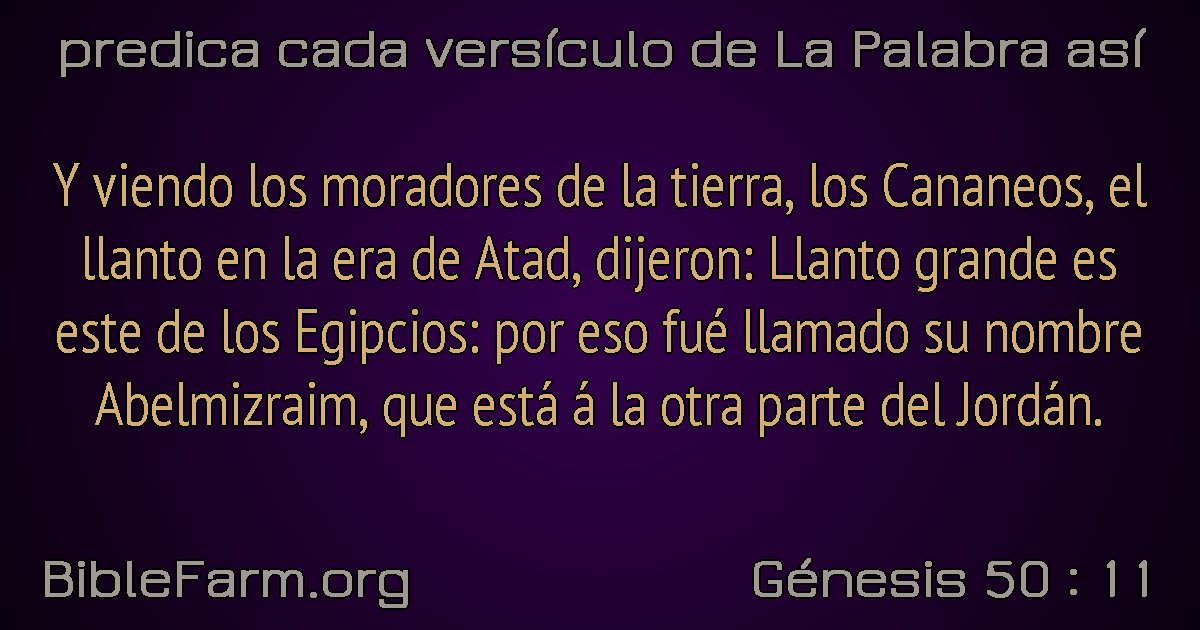 predica cada versículo de La Palabra así
Y viendo los moradores de la tierra, los Cananeos, el
llanto en la era de Atad, dijeron: Llanto grande es
este de los Egipcios: por eso fué llamado su nombre
Abelmizraim, que está á la otra parte del Jordán.
BibleFarm.org
Génesis 50 : 11